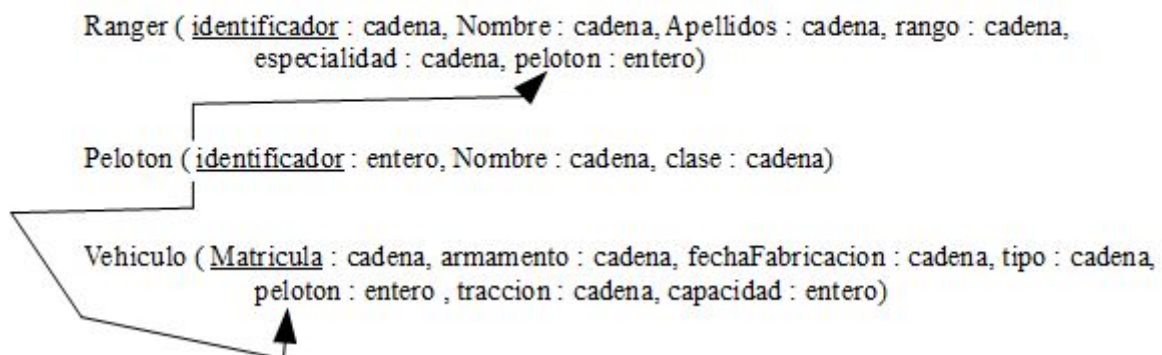 Ranger ( identificador : cadena, Nombre : cadena, Apellidos : cadena, rango : cadena,
especialidad : cadena, peloton : entero)
Peloton ( identificador : entero, Nombre : cadena, clase : cadena)
Vehiculo ( Matricula : cadena, armamento : cadena, fechaFabricacion : cadena, tipo : cadena,
peloton : entero , traccion : cadena, capacidad : entero)